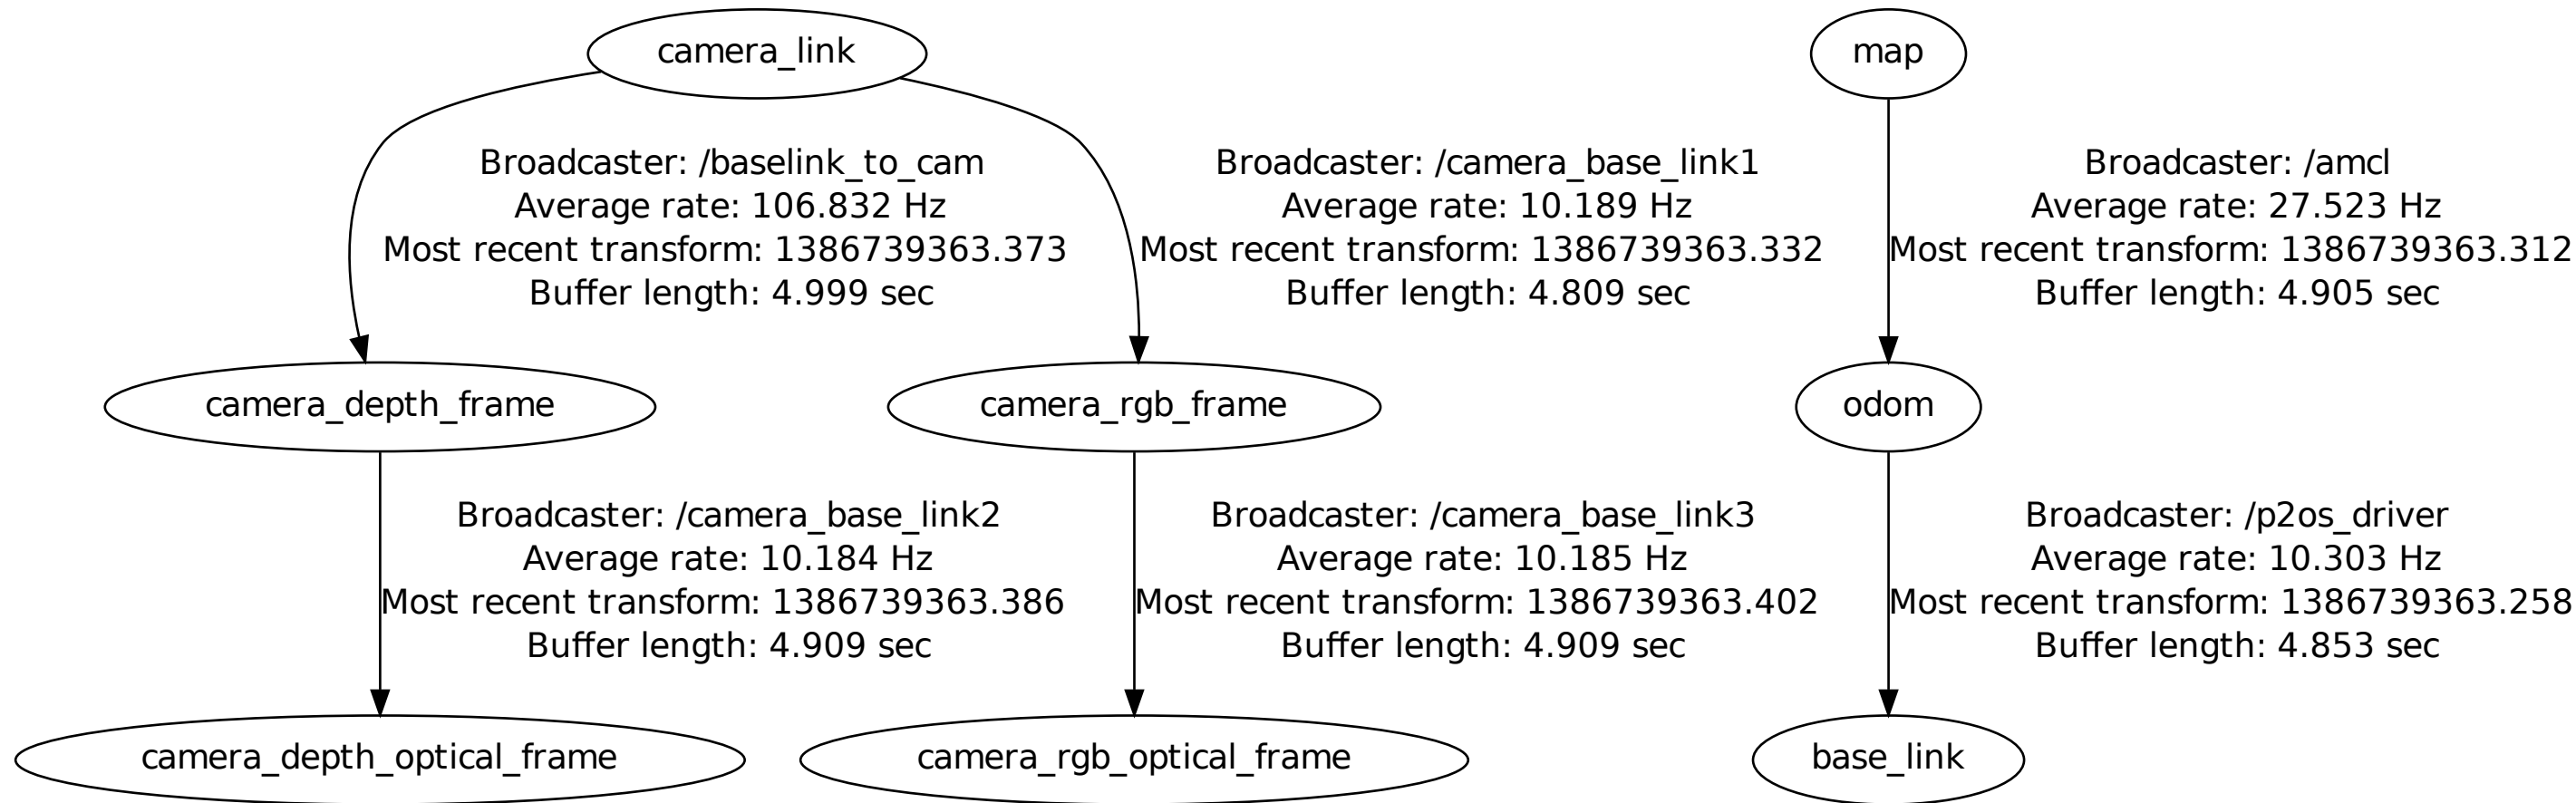 camera_link
map
Broadcaster: /baselink_to_cam
Average rate: 106.832 Hz
Most recent transform: 1386739363.373
Buffer length: 4.999 sec
Broadcaster: /camera_base_link1
Average rate: 10.189 Hz
Most recent transform: 1386739363.332
Buffer length: 4.809 sec
Broadcaster: /amcl
Average rate: 27.523 Hz
Most recent transform: 1386739363.312
Buffer length: 4.905 sec
camera_depth_frame
camera_rgb_frame
odom
Broadcaster: /camera_base_link2
Average rate: 10.184 Hz
Most recent transform: 1386739363.386
Buffer length: 4.909 sec
Broadcaster: /camera_base_link3
Average rate: 10.185 Hz
Most recent transform: 1386739363.402
Buffer length: 4.909 sec
Broadcaster: /p2os_driver
Average rate: 10.303 Hz
Most recent transform: 1386739363.258
Buffer length: 4.853 sec
camera_depth_optical_frame
camera_rgb_optical_frame
base_link